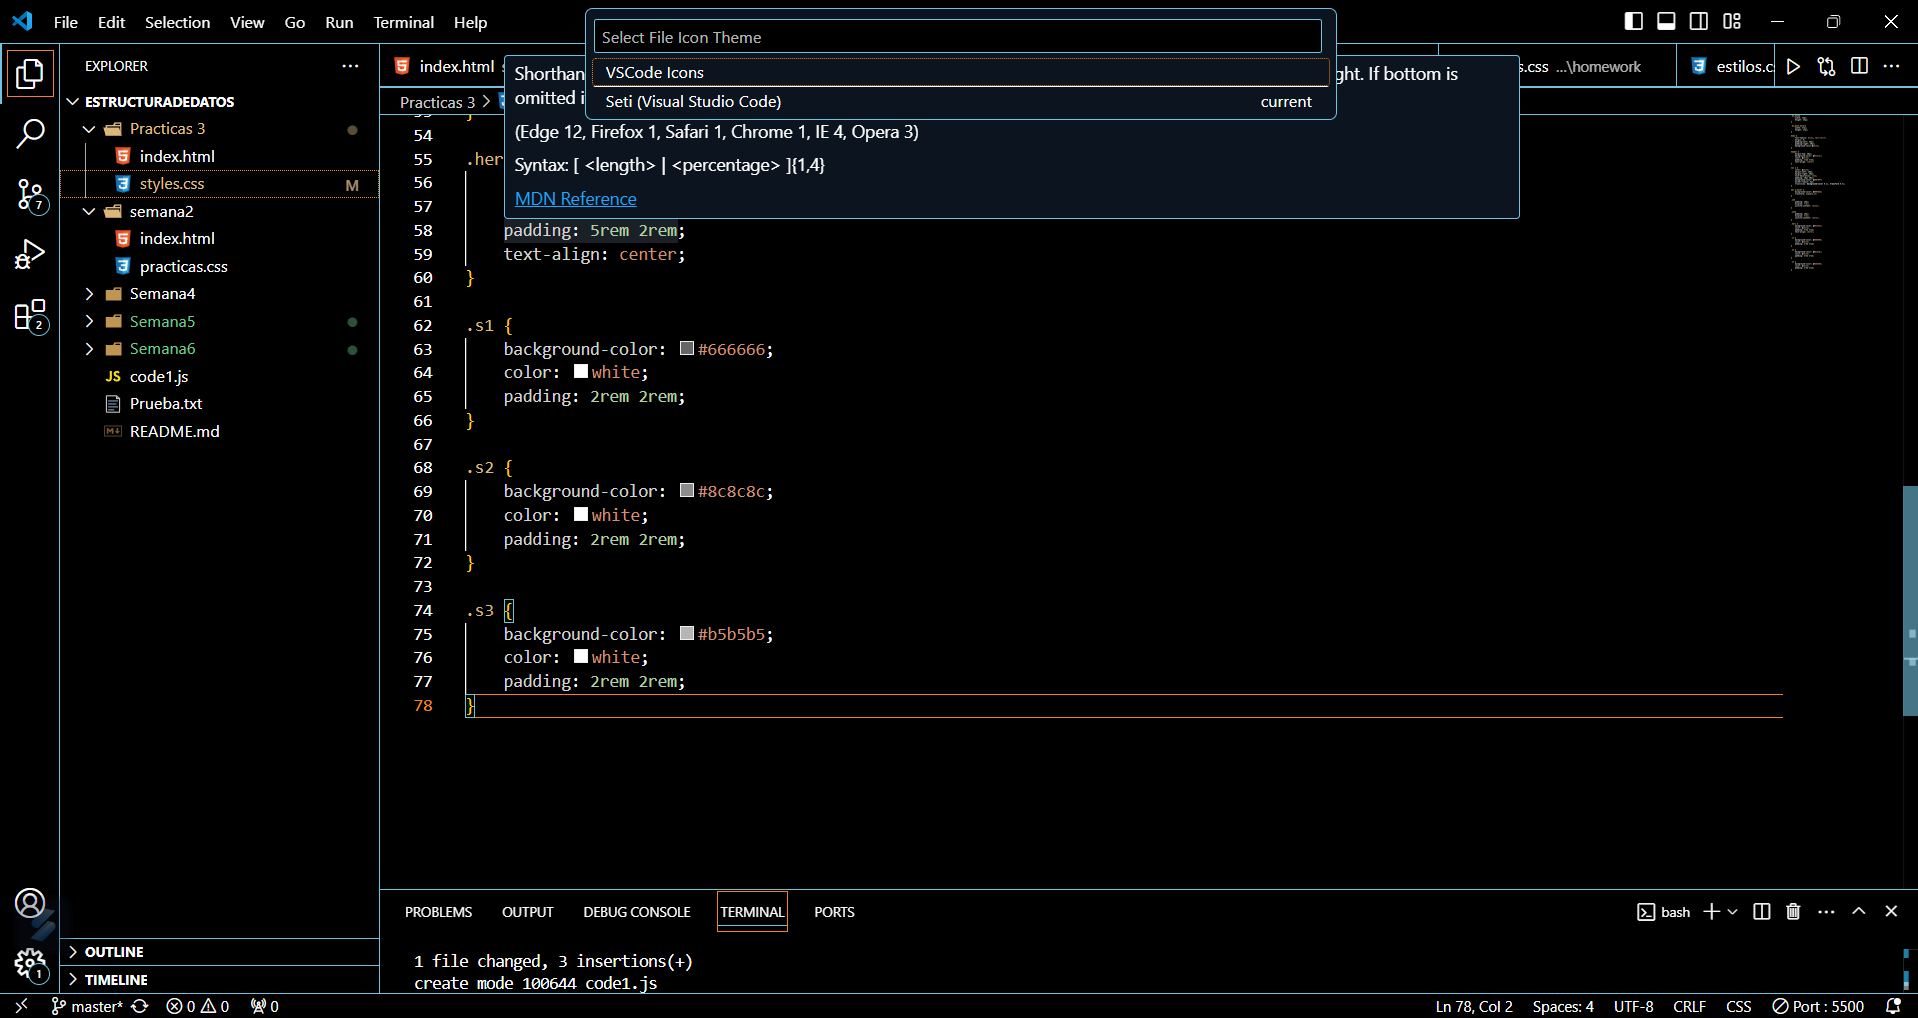 File Edit Selection View Go Run Terminal Help
Select File Icon Theme
VSCode Icons
Seti (Visual Studio Code) current
EXPLORER
ESTRUCTURADEDATOS
Practicas 3
index.html
styles.css M
semana2
index.html
practicas.css
Semana4
Semana5
Semana6
JS code1.js
Prueba.txt
README.md
OUTLINE
TIMELINE
7
2
1
index.html
s.css ...\homework
estilos.c
Practicas 3 >
Shorthan
ght. If bottom is
omitted i
(Edge 12, Firefox 1, Safari 1, Chrome 1, IE 4, Opera 3)
Syntax: [ <length> | <percentage> ]{1,4}
MDN Reference
53 }
54
55 .her
56
57
58 padding: 5rem 2rem;
59 text-align: center;
60 }
61
62 .s1 {
63 background-color: #666666;
64 color: white;
65 padding: 2rem 2rem;
66 }
67
68 .s2 {
69 background-color: #8c8c8c;
70 color: white;
71 padding: 2rem 2rem;
72 }
73
74 .s3 {
75 background-color: #b5b5b5;
76 color: white;
77 padding: 2rem 2rem;
78 }
PROBLEMS OUTPUT DEBUG CONSOLE TERMINAL PORTS
bash
1 file changed, 3 insertions(+)
create mode 100644 code1.js
master* 0 0 0
Ln 78, Col 2 Spaces: 4 UTF-8 CRLF CSS Port : 5500